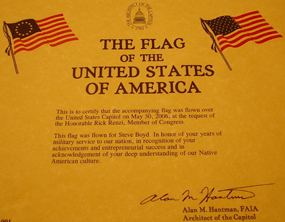 THE FLAG
OF THE
UNITED STATES
OF AMERICA
This is to certify that the accompanying flag was flown over
the United States Capitol on May 30, 2006, at the request of
the Honorable Rick Renzi, Member of Congress.
This flag was flown for Steve Boyd. In honor of your years of
military service to our nation, in recognition of your
achievements and entrepreneurial success and in
acknowledgement of your deep understanding of our Native
American culture.
Alan M. Hantman
Alan M. Hantman, FAIA
Architect of the Capitol